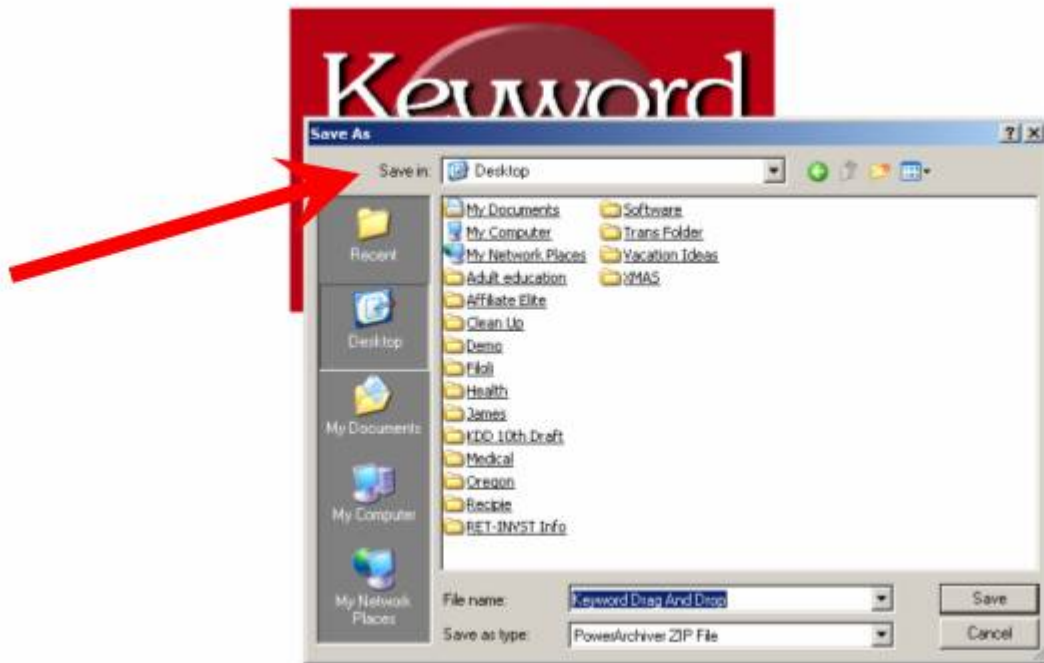 Keyword
Save As
Save in:
Desktop
Recent
Desktop
My Documents
My Computer
My Network
Places
My Documents
My Computer
My Network Places
Adult education
Affiliate Elite
Clean Up
Demo
Filoli
Health
James
KDD 10th Draft
Medical
Oregon
Recipie
RET-INVST Info
Software
Trans Folder
Vacation Ideas
XMAS
File name:
Keyword Drag And Drop
Save
Save as type:
PowerArchiver ZIP File
Cancel